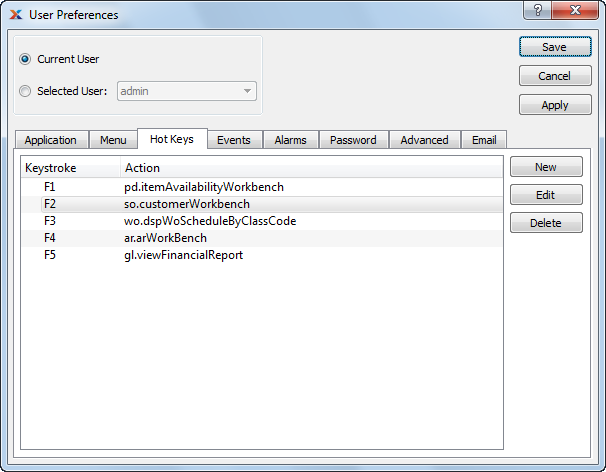 User Preferences
?
Current User
Save
Selected User: admin
Cancel
Apply
Application Menu Hot Keys Events Alarms Password Advanced Email
Keystroke Action
New
F1 pd.itemAvailabilityWorkbench
Edit
F2 so.customerWorkbench
F3 wo.dspWoScheduleByClassCode
Delete
F4 ar.arWorkBench
F5 gl.viewFinancialReport